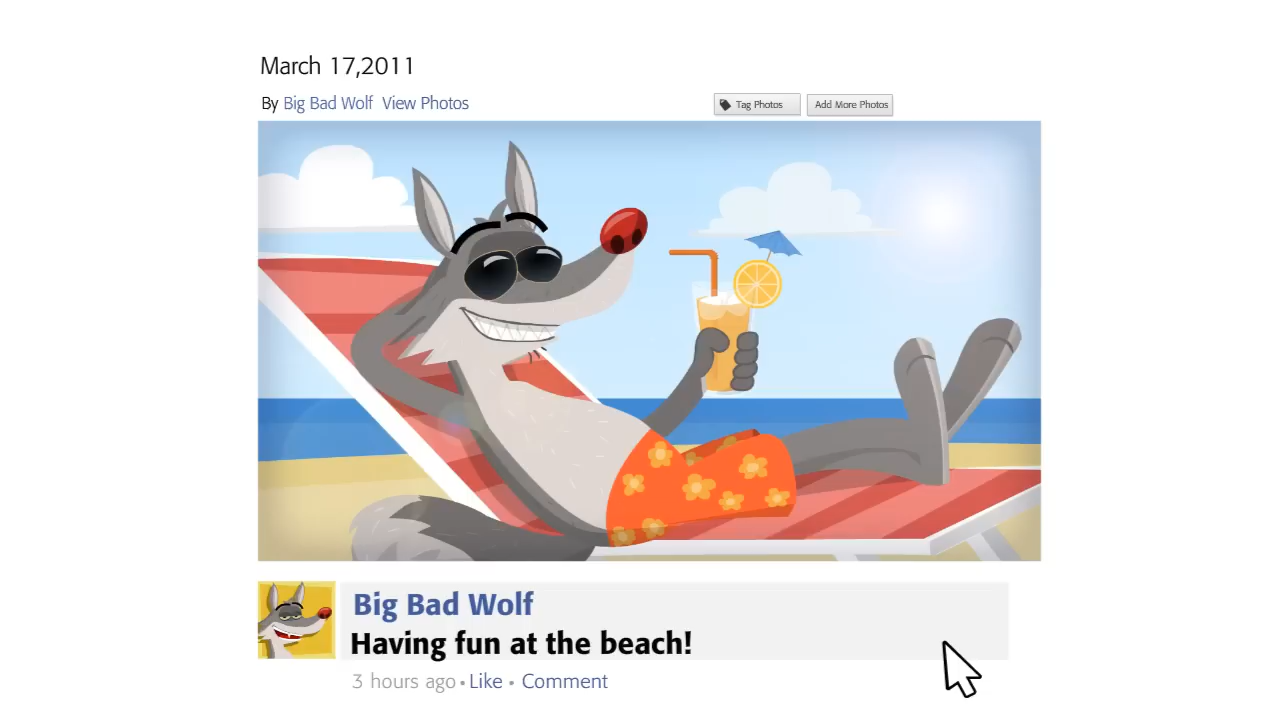 March 17,2011
By Big Bad Wolf View Photos
Tag Photos
Add More Photos
Big Bad Wolf
Having fun at the beach!
3 hours ago • Like • Comment